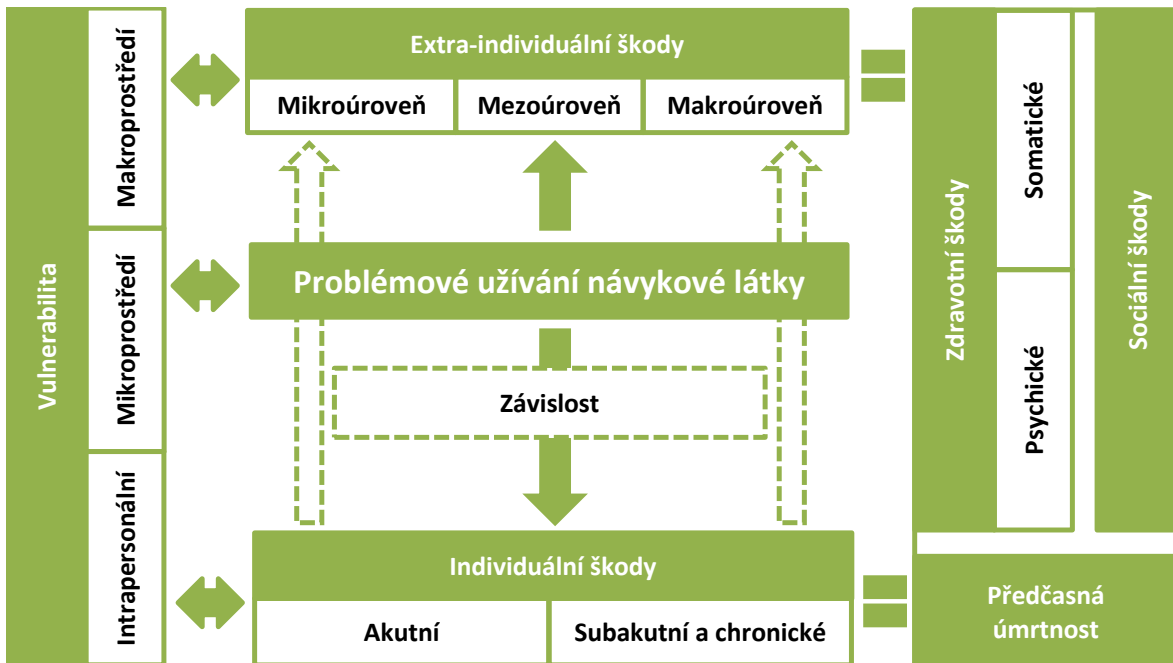 Vulnerabilita
Makroprostředí
Mikroprostředí
Intrapersonální
Extra-individuální škody
Mikroúroveň
Mezoúroveň
Makroúroveň
Problémové užívání návykové látky
Závislost
Individuální škody
Akutní
Subakutní a chronické
Zdravotní škody
Somatické
Psychické
Sociální škody
Předčasná
úmrtnost